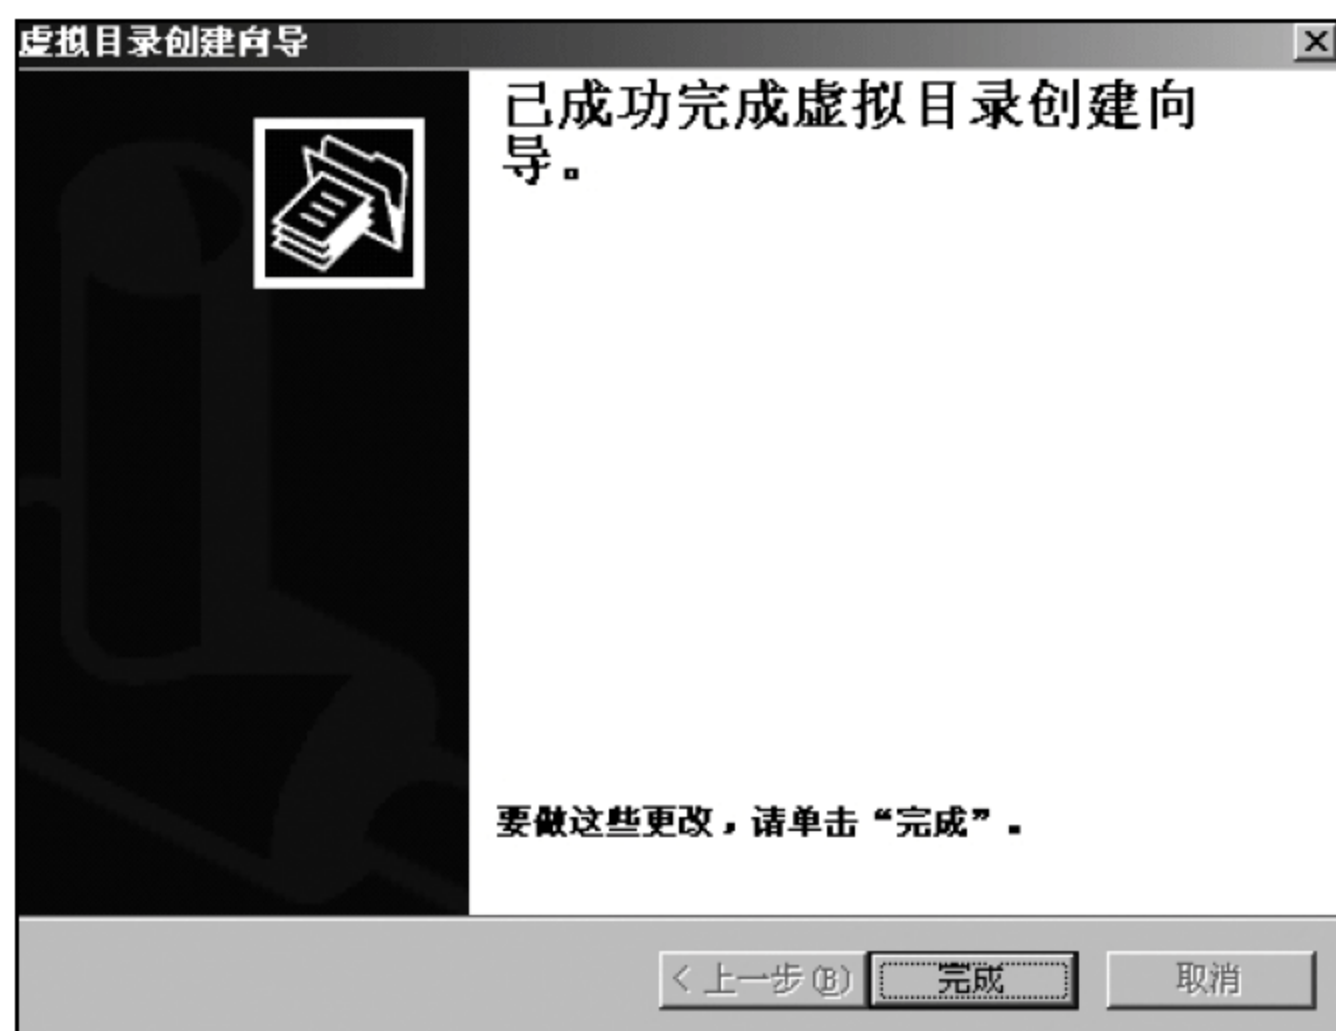 虚拟目录创建向导
已成功完成虚拟目录创建向
导。
要做这些更改，请单击“完成”。
< 上一步(B)
完成
取消